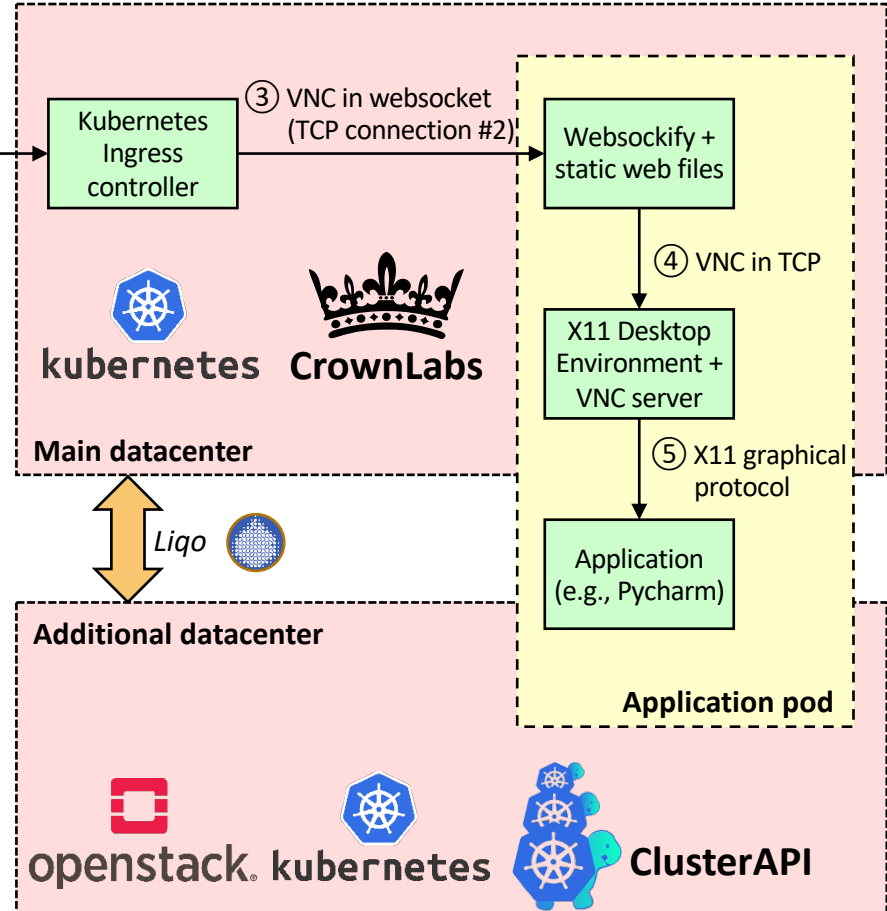 Kubernetes
Ingress
controller
③ VNC in websocket
(TCP connection #2)
Websockify +
static web files
④ VNC in TCP
X11 Desktop
Environment +
VNC server
kubernetes
CrownLabs
Main datacenter
⑤ X11 graphical
protocol
Liqo
Application
(e.g., Pycharm)
Additional datacenter
Application pod
openstack.
kubernetes
ClusterAPI